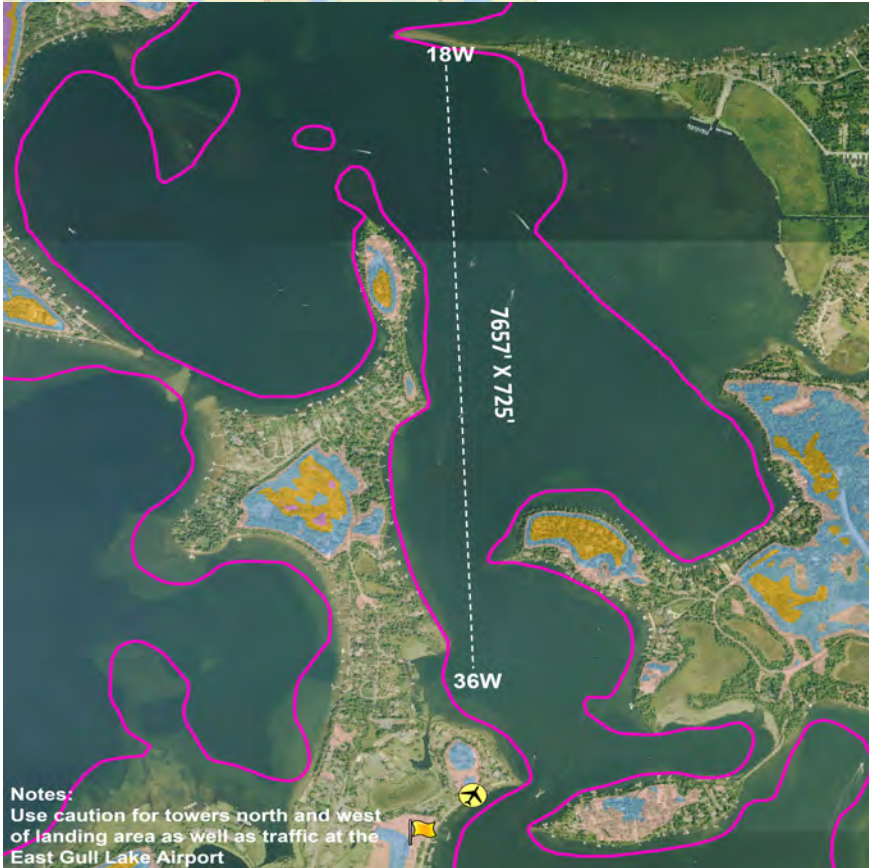 18W
7657' X 725'
36W
Notes:
Use caution for towers north and west
of landing area as well as traffic at the
East Gull Lake Airport